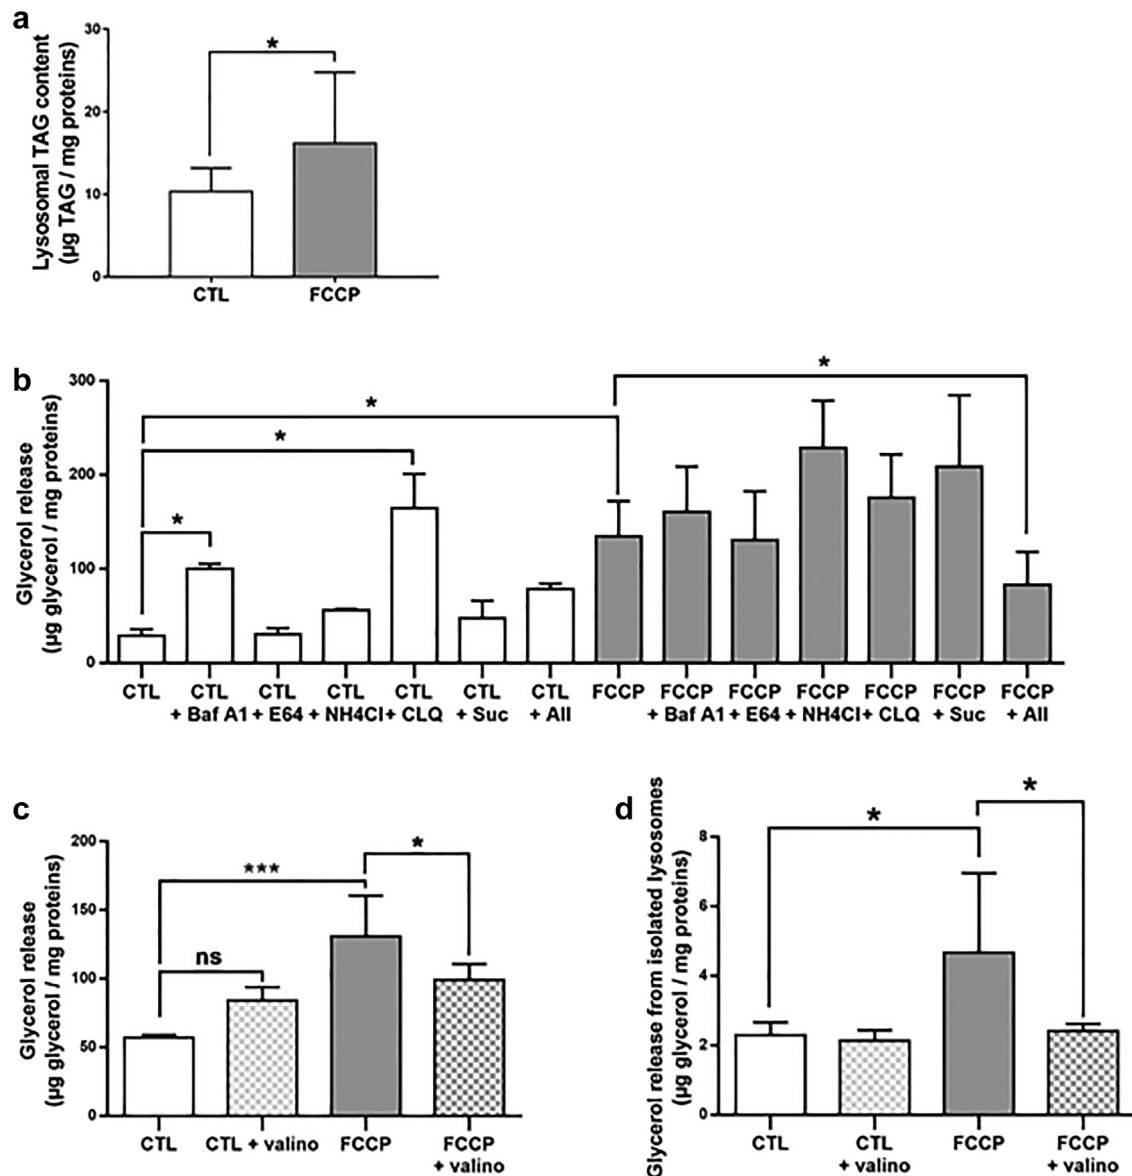 a
Lysosomal TAG content
(µg TAG / mg proteins)
30
20
10
0
*
CTL
FCCP
b
Glycerol release
(µg glycerol / mg proteins)
300
200
100
0
*
*
*
*
CTL CTL CTL CTL CTL CTL CTL FCCP FCCP FCCP FCCP FCCP FCCP FCCP
+ Baf A1 + E64 + NH4Cl + CLQ + Suc + All + Baf A1 + E64 + NH4Cl + CLQ + Suc + All
c
Glycerol release
(µg glycerol / mg proteins)
200
150
100
50
0
ns
***
*
CTL CTL + valino FCCP FCCP
+ valino
d
Glycerol release from isolated lysosomes
(µg glycerol / mg proteins)
8
6
4
2
0
*
*
CTL CTL FCCP FCCP
+ valino + valino